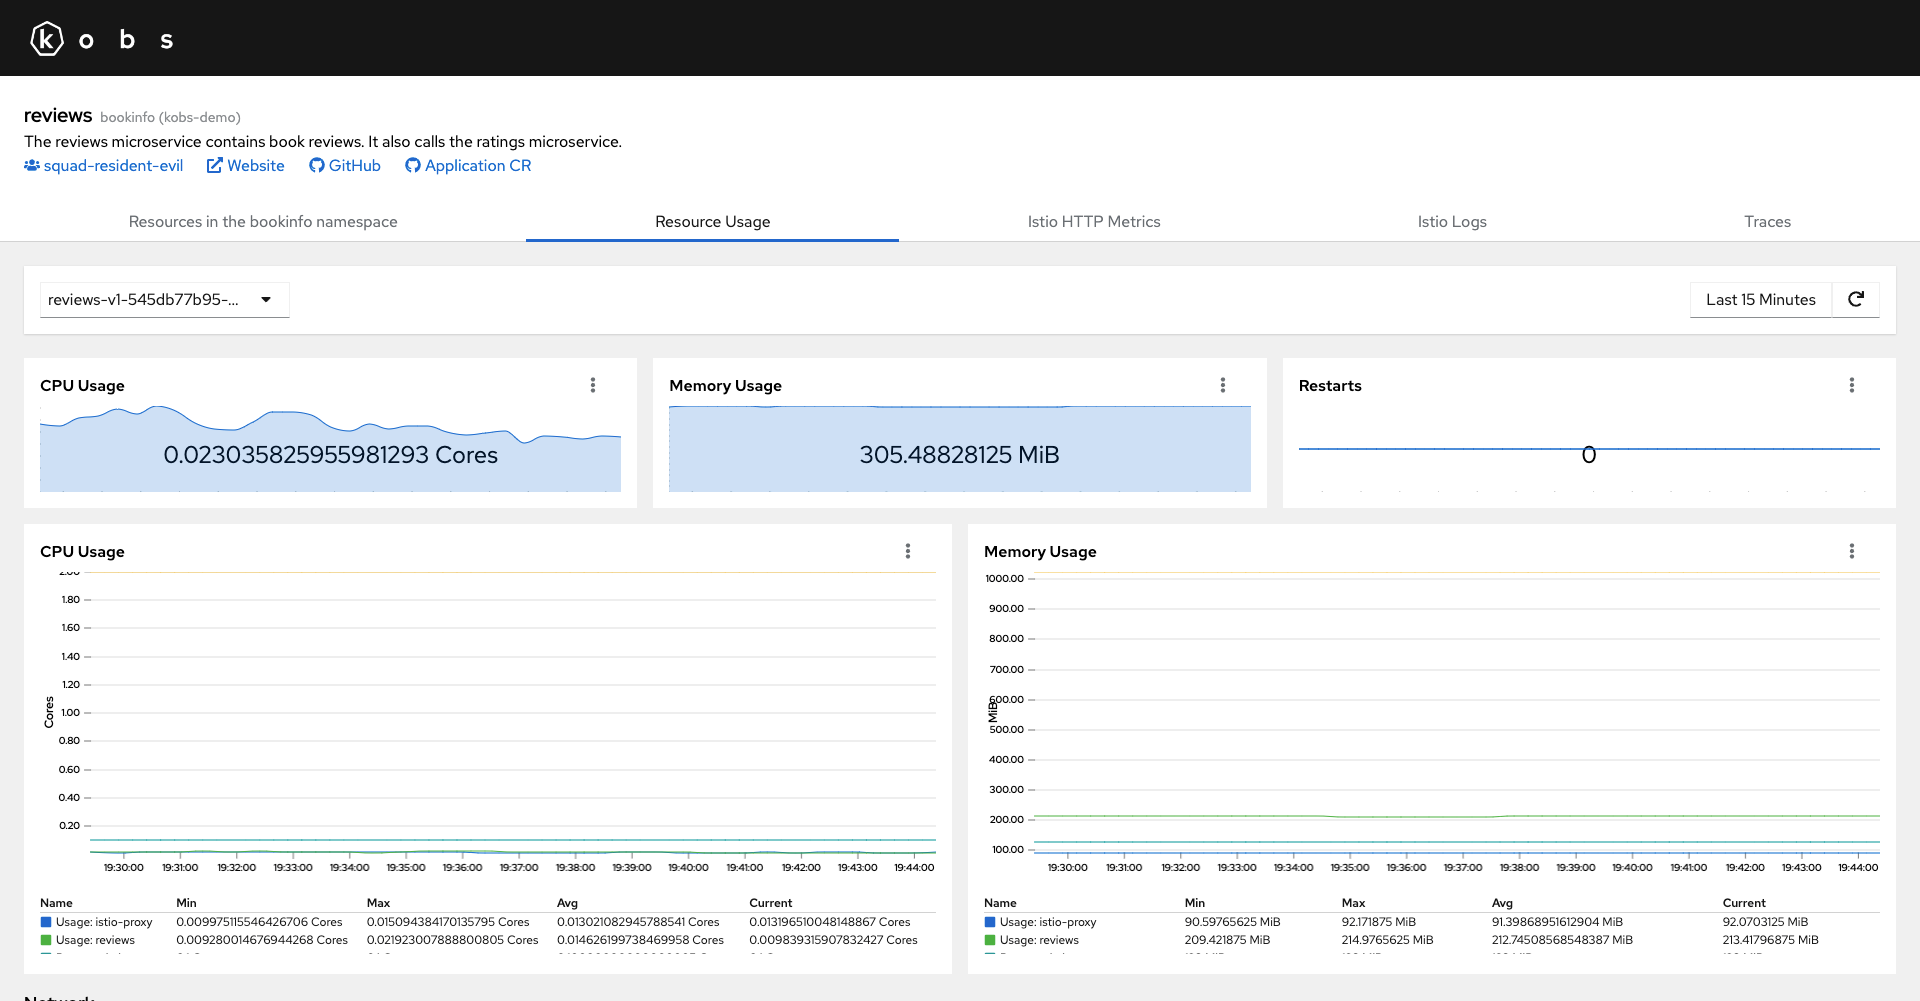 k o b s
reviews bookinfo (kobs-demo)
The reviews microservice contains book reviews. It also calls the ratings microservice.
squad-resident-evil Website GitHub Application CR
Resources in the bookinfo namespace Resource Usage Istio HTTP Metrics Istio Logs Traces
reviews-v1-545db77b95-... Last 15 Minutes
CPU Usage Memory Usage Restarts
0.023035825955981293 Cores 305.48828125 MiB 0
CPU Usage
2.00
1.80
1.60
1.40
1.20
1.00
0.80
0.60
0.40
0.20
Cores
19:30:00 19:31:00 19:32:00 19:33:00 19:34:00 19:35:00 19:36:00 19:37:00 19:38:00 19:39:00 19:40:00 19:41:00 19:42:00 19:43:00 19:44:00
Name Min Max Avg Current
Usage: istio-proxy 0.009975115546426706 Cores 0.015094384170135795 Cores 0.013021082945788541 Cores 0.013196510048148867 Cores
Usage: reviews 0.009280014676944268 Cores 0.021923007888800805 Cores 0.014626199738469958 Cores 0.009839315907832427 Cores
Memory Usage
1000.00
900.00
800.00
700.00
600.00
500.00
400.00
300.00
200.00
100.00
MiB
19:30:00 19:31:00 19:32:00 19:33:00 19:34:00 19:35:00 19:36:00 19:37:00 19:38:00 19:39:00 19:40:00 19:41:00 19:42:00 19:43:00 19:44:00
Name Min Max Avg Current
Usage: istio-proxy 90.59765625 MiB 92.171875 MiB 91.39868951612904 MiB 92.0703125 MiB
Usage: reviews 209.421875 MiB 214.9765625 MiB 212.74508568548387 MiB 213.41796875 MiB
Network